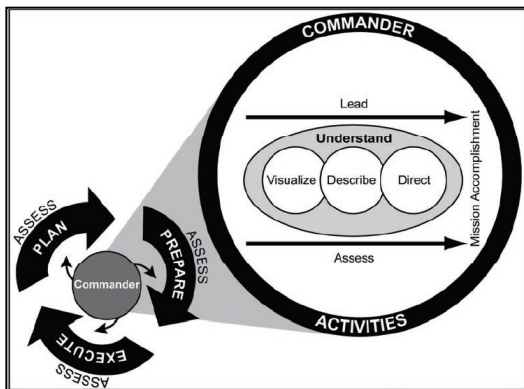 COMMANDER
Lead
Understand
Visualize
Describe
Direct
Mission Accomplishment
Assess
ACTIVITIES
ASSESS
PLAN
ASSESS
PREPARE
Commander
EXECUTE
ASSESS